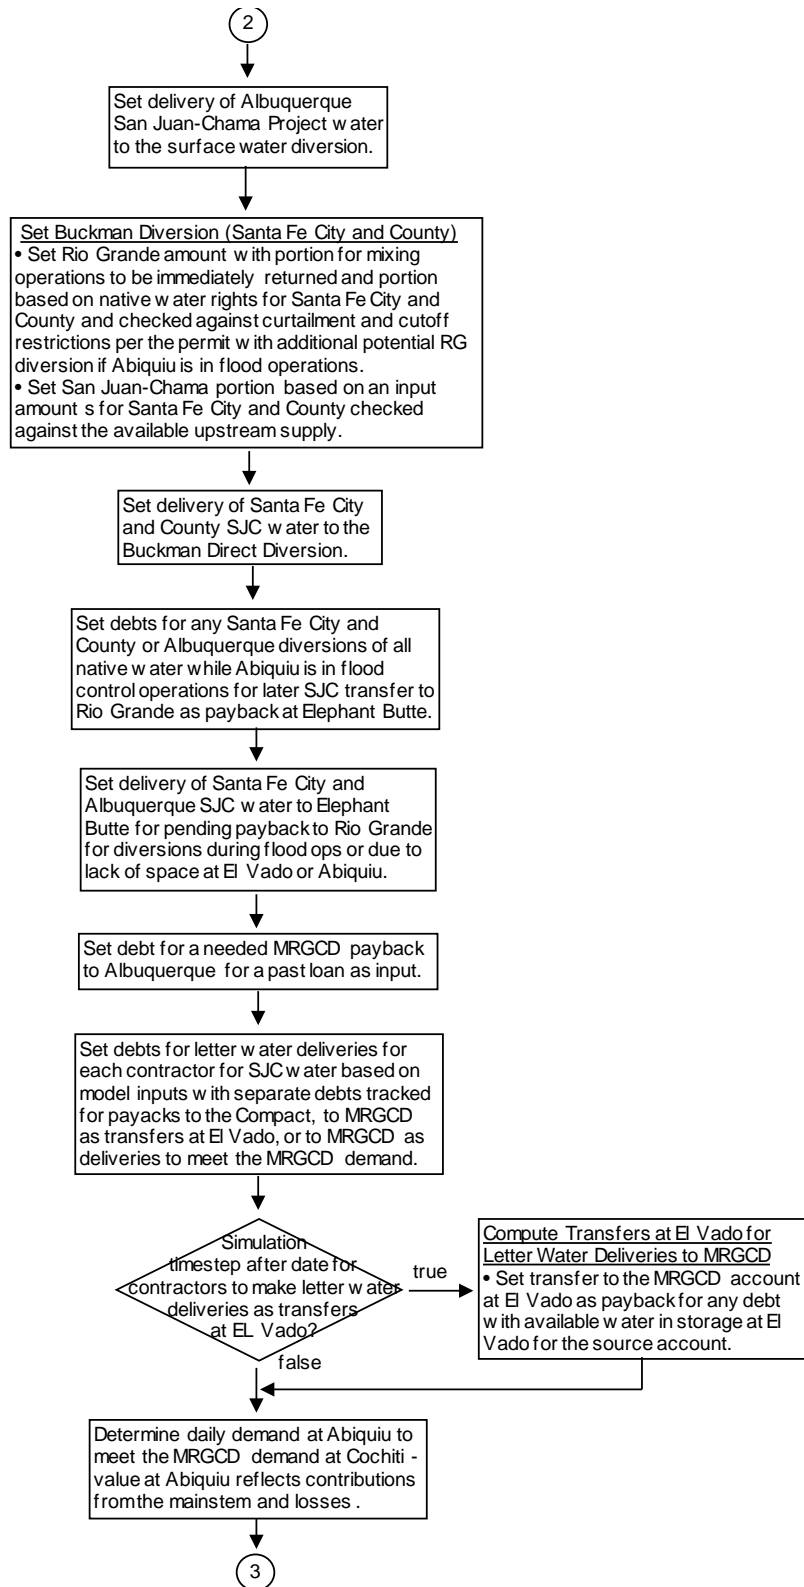 2
Set delivery of Albuquerque
San Juan-Chama Project water
to the surface water diversion.
Set Buckman Diversion (Santa Fe City and County)
• Set Rio Grande amount with portion for mixing
operations to be immediately returned and portion
based on native water rights for Santa Fe City and
County and checked against curtailment and cutoff
restrictions per the permit with additional potential RG
diversion if Abiquiu is in flood operations.
• Set San Juan-Chama portion based on an input
amount s for Santa Fe City and County checked
against the available upstream supply.
Set delivery of Santa Fe City
and County SJC water to the
Buckman Direct Diversion.
Set debts for any Santa Fe City and
County or Albuquerque diversions of all
native water while Abiquiu is in flood
control operations for later SJC transfer to
Rio Grande as payback at Elephant Butte.
Set delivery of Santa Fe City and
Albuquerque SJC water to Elephant
Butte for pending payback to Rio Grande
for diversions during flood ops or due to
lack of space at El Vado or Abiquiu.
Set debt for a needed MRGCD payback
to Albuquerque for a past loan as input.
Set debts for letter water deliveries for
each contractor for SJC water based on
model inputs with separate debts tracked
for payacks to the Compact, to MRGCD
as transfers at El Vado, or to MRGCD as
deliveries to meet the MRGCD demand.
Simulation
timestep after date for
contractors to make letter water
deliveries as transfers
at EL Vado?
true
Compute Transfers at El Vado for
Letter Water Deliveries to MRGCD
• Set transfer to the MRGCD account
at El Vado as payback for any debt
with available water in storage at El
Vado for the source account.
false
Determine daily demand at Abiquiu to
meet the MRGCD demand at Cochiti -
value at Abiquiu reflects contributions
from the mainstem and losses .
3